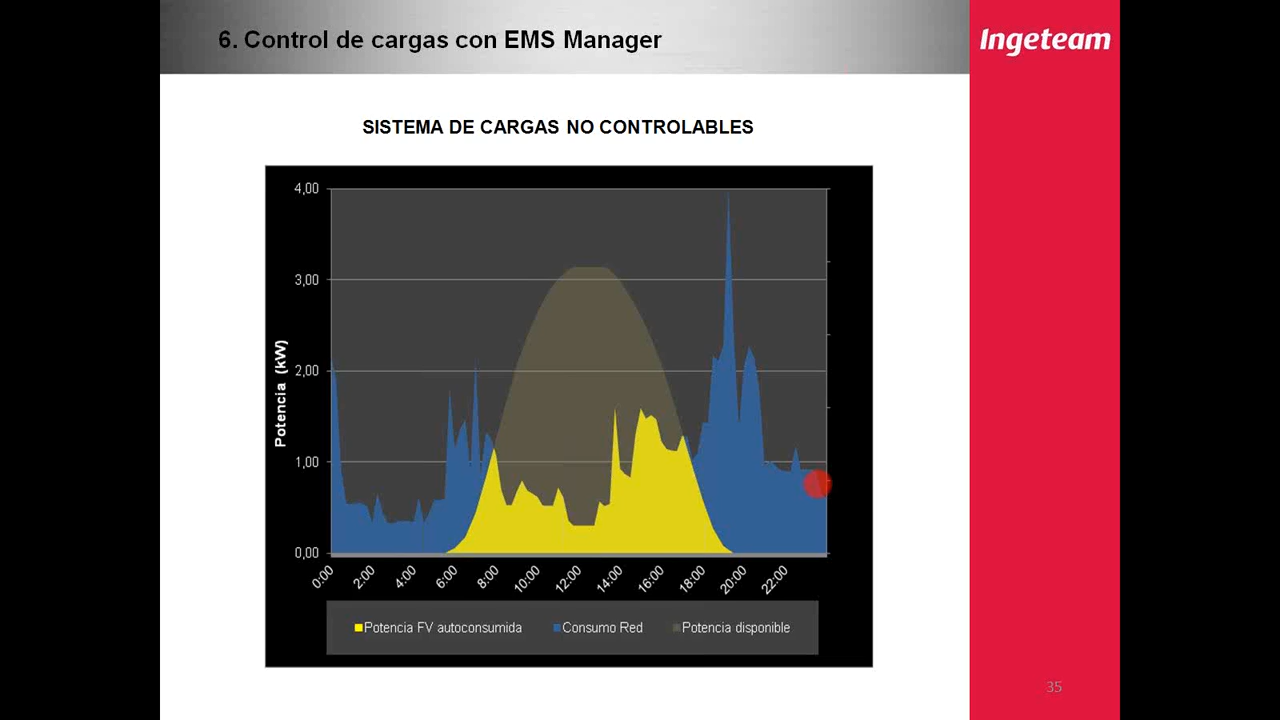 6. Control de cargas con EMS Manager
Ingeteam
SISTEMA DE CARGAS NO CONTROLABLES
Potencia (kW)
4,00
3,00
2,00
1,00
0,00
0:00 2:00 4:00 6:00 8:00 10:00 12:00 14:00 16:00 18:00 20:00 22:00
Potencia FV autoconsumida Consumo Red Potencia disponible
35